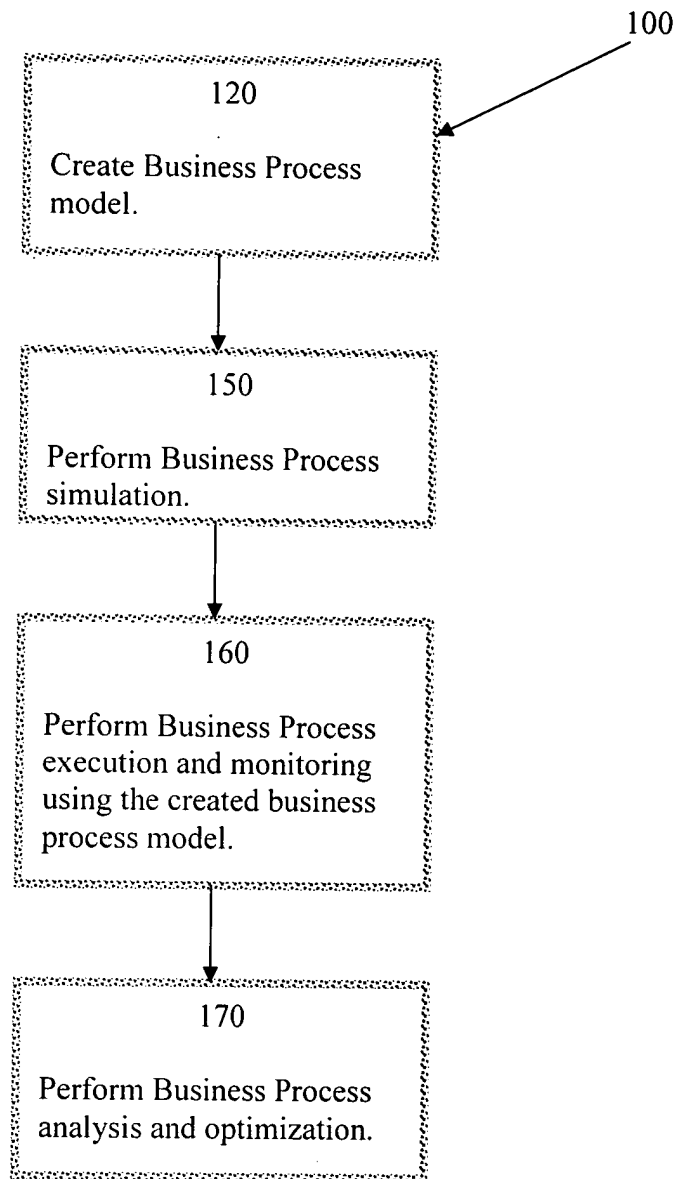 100
120
Create Business Process
model.
150
Perform Business Process
simulation.
160
Perform Business Process
execution and monitoring
using the created business
process model.
170
Perform Business Process
analysis and optimization.